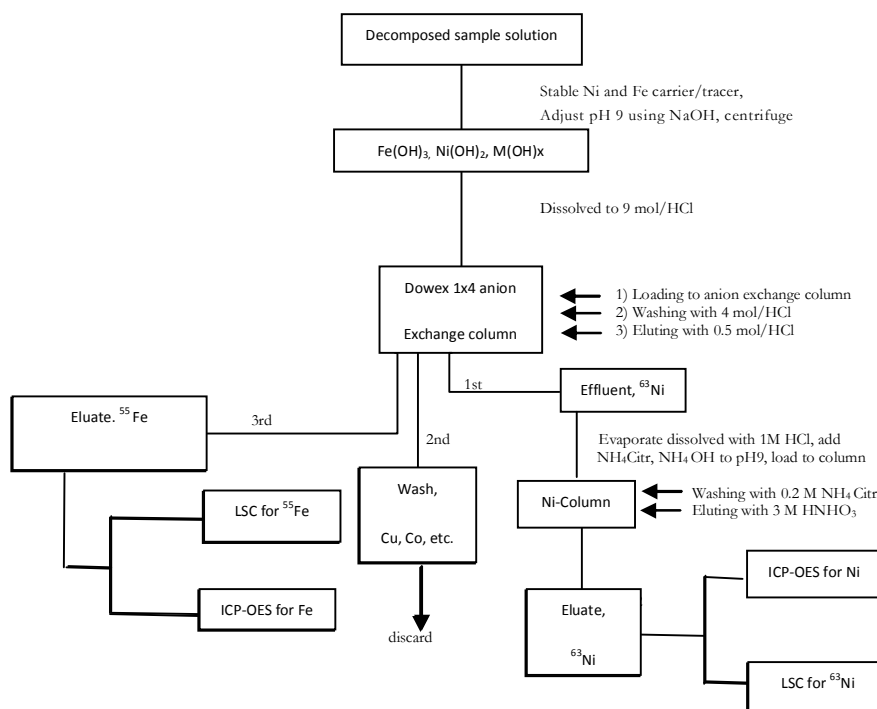 Decomposed sample solution
Stable Ni and Fe carrier/tracer,
Adjust pH 9 using NaOH, centrifuge
Fe(OH)₃, Ni(OH)₂, M(OH)x
Dissolved to 9 mol/HCl
Dowex 1x4 anion
Exchange column
1) Loading to anion exchange column
2) Washing with 4 mol/HCl
3) Eluting with 0.5 mol/HCl
1st
Effluent, ⁶³Ni
Eluate. ⁵⁵Fe
3rd
2nd
Evaporate dissolved with 1M HCl, add
NH₄Citr, NH₄OH to pH9, load to column
Wash,
Cu, Co, etc.
Ni-Column
Washing with 0.2 M NH₄Citr
Eluting with 3 M HNHO₃
LSC for ⁵⁵Fe
ICP-OES for Fe
discard
Eluate,
⁶³Ni
ICP-OES for Ni
LSC for ⁶³Ni